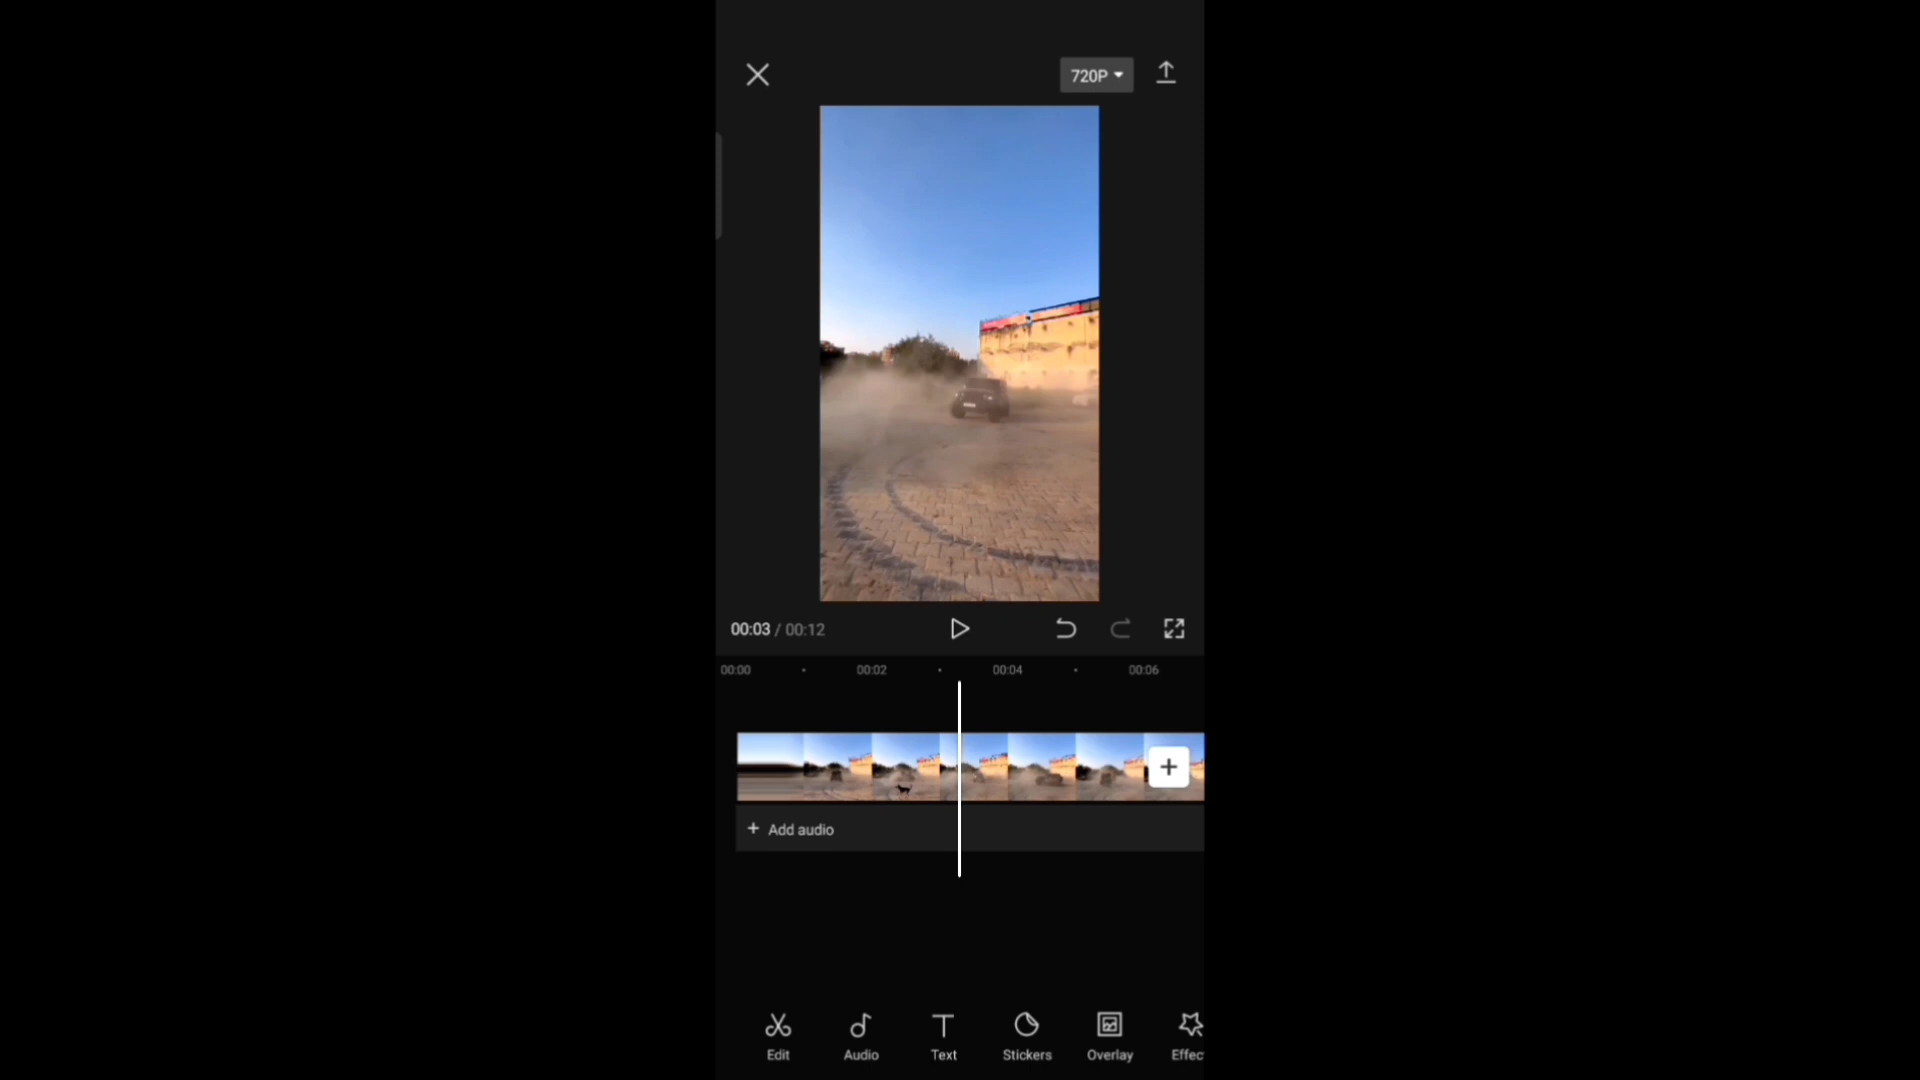 720P
00:03 / 00:12
00:00 00:02 00:04 00:06
+ Add audio
Edit Audio Text Stickers Overlay Effec